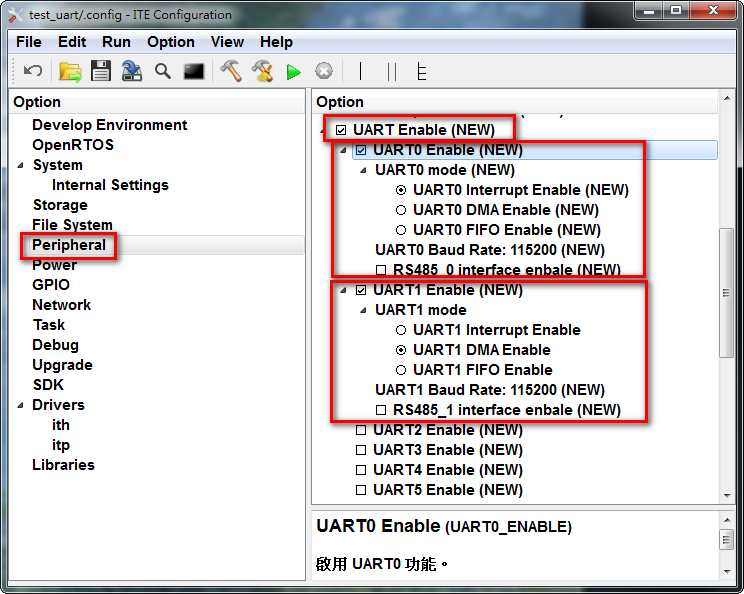 test_uart/.config - ITE Configuration
File Edit Run Option View Help
Option
Develop Environment
OpenRTOS
System
Internal Settings
Storage
File System
Peripheral
Power
GPIO
Network
Task
Debug
Upgrade
SDK
Drivers
ith
itp
Libraries
Option
UART Enable (NEW)
UART0 Enable (NEW)
UART0 mode (NEW)
UART0 Interrupt Enable (NEW)
UART0 DMA Enable (NEW)
UART0 FIFO Enable (NEW)
UART0 Baud Rate: 115200 (NEW)
RS485_0 interface enbale (NEW)
UART1 Enable (NEW)
UART1 mode
UART1 Interrupt Enable
UART1 DMA Enable
UART1 FIFO Enable
UART1 Baud Rate: 115200 (NEW)
RS485_1 interface enbale (NEW)
UART2 Enable (NEW)
UART3 Enable (NEW)
UART4 Enable (NEW)
UART5 Enable (NEW)
UART0 Enable (UART0_ENABLE)
啟用 UART0 功能。